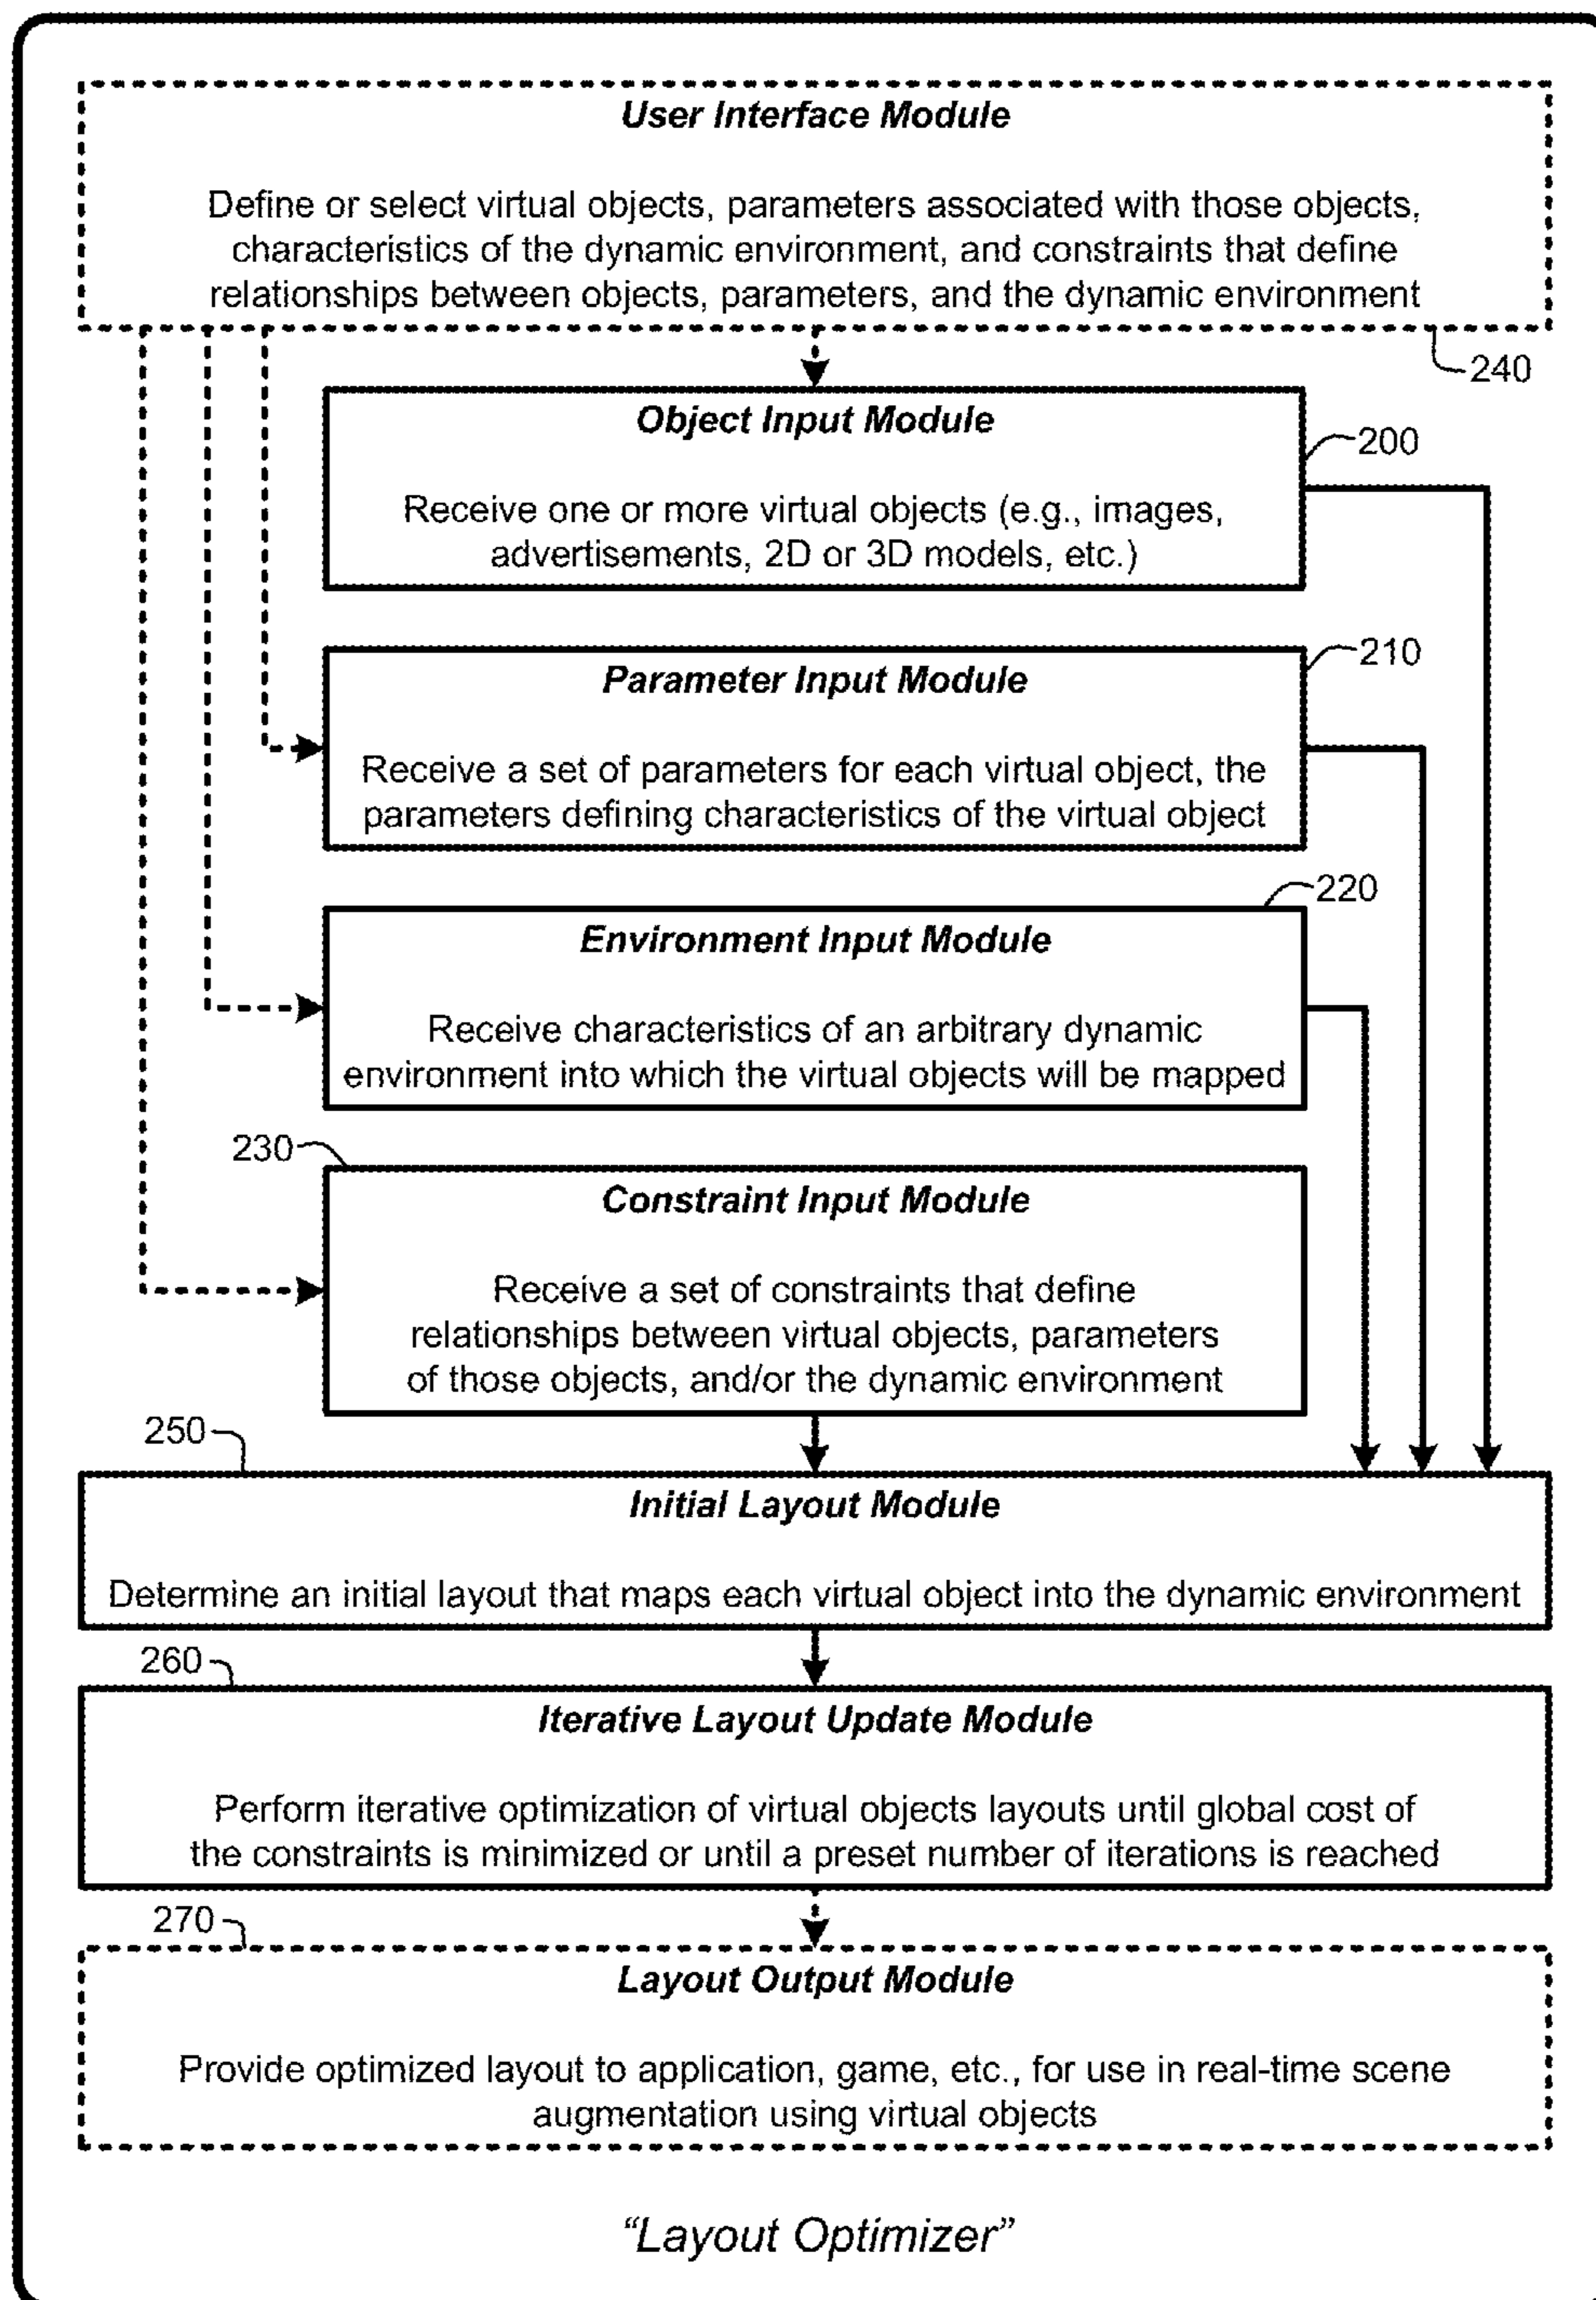 User Interface Module
Define or select virtual objects, parameters associated with those objects,
characteristics of the dynamic environment, and constraints that define
relationships between objects, parameters, and the dynamic environment
240
Object Input Module
200
Receive one or more virtual objects (e.g., images,
advertisements, 2D or 3D models, etc.)
Parameter Input Module
210
Receive a set of parameters for each virtual object, the
parameters defining characteristics of the virtual object
220
Environment Input Module
Receive characteristics of an arbitrary dynamic
environment into which the virtual objects will be mapped
230
Constraint Input Module
Receive a set of constraints that define
relationships between virtual objects, parameters
of those objects, and/or the dynamic environment
250
Initial Layout Module
Determine an initial layout that maps each virtual object into the dynamic environment
260
Iterative Layout Update Module
Perform iterative optimization of virtual objects layouts until global cost of
the constraints is minimized or until a preset number of iterations is reached
270
Layout Output Module
Provide optimized layout to application, game, etc., for use in real-time scene
augmentation using virtual objects
“Layout Optimizer”